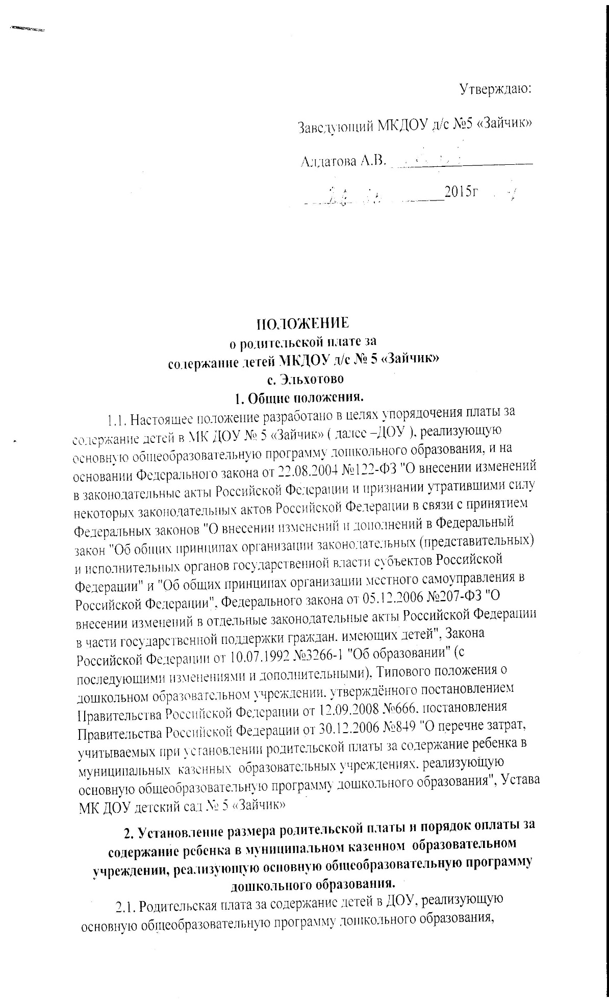 Утверждаю:
Заведующий МКДОУ д/с №5 «Зайчик»
Алдатова А.В.
2015г
ПОЛОЖЕНИЕ
о родительской плате за
содержание детей МКДОУ д/с № 5 «Зайчик»
с. Эльхотово
1. Общие положения.
1.1. Настоящее положение разработано в целях упорядочения платы за
содержание детей в МК ДОУ № 5 «Зайчик» ( далее –ДОУ ), реализующую
основную общеобразовательную программу дошкольного образования, и на
основании Федерального закона от 22.08.2004 №122-ФЗ "О внесении изменений
в законодательные акты Российской Федерации и признании утратившими силу
некоторых законодательных актов Российской Федерации в связи с принятием
Федеральных законов "О внесении изменений и дополнений в Федеральный
закон "Об общих принципах организации законодательных (представительных)
и исполнительных органов государственной власти субъектов Российской
Федерации" и "Об общих принципах организации местного самоуправления в
Российской Федерации", Федерального закона от 05.12.2006 №207-ФЗ "О
внесении изменений в отдельные законодательные акты Российской Федерации
в части государственной поддержки граждан, имеющих детей", Закона
Российской Федерации от 10.07.1992 №3266-1 "Об образовании" (с
последующими изменениями и дополнительными), Типового положения о
дошкольном образовательном учреждении, утверждённого постановлением
Правительства Российской Федерации от 12.09.2008 №666, постановления
Правительства Российской Федерации от 30.12.2006 №849 "О перечне затрат,
учитываемых при установлении родительской платы за содержание ребенка в
муниципальных казенных образовательных учреждениях, реализующую
основную общеобразовательную программу дошкольного образования", Устава
МК ДОУ детский сад № 5 «Зайчик»
2. Установление размера родительской платы и порядок оплаты за
содержание ребенка в муниципальном казенном образовательном
учреждении, реализующую основную общеобразовательную программу
дошкольного образования.
2.1. Родительская плата за содержание детей в ДОУ, реализующую
основную общеобразовательную программу дошкольного образования,